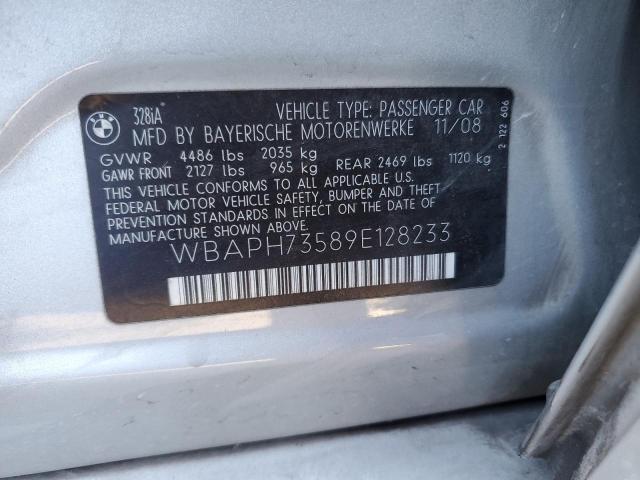 BMW
328iA VEHICLE TYPE: PASSENGER CAR
MFD BY BAYERISCHE MOTORENWERKE 11/08
GVWR 4486 lbs 2035 kg
GAWR FRONT 2127 lbs 965 kg REAR 2469 lbs 1120 kg
THIS VEHICLE CONFORMS TO ALL APPLICABLE U.S.
FEDERAL MOTOR VEHICLE SAFETY, BUMPER, AND THEFT
PREVENTION STANDARDS IN EFFECT ON THE DATE OF
MANUFACTURE SHOWN ABOVE.
WBAPH73589E128233
2 122 606